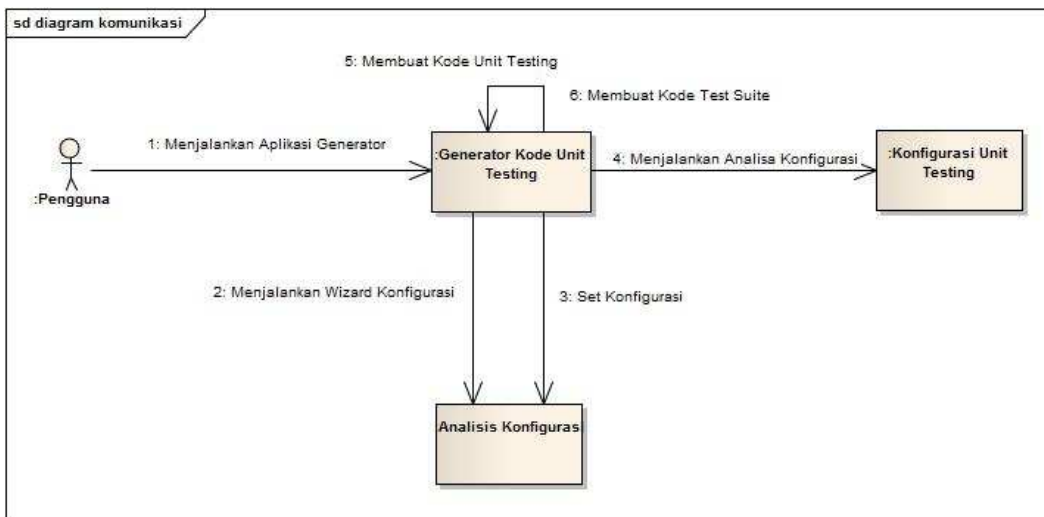 sd diagram komunikasi
5: Membuat Kode Unit Testing
6: Membuat Kode Test Suite
1: Menjalankan Aplikasi Generator
:Generator Kode Unit
Testing
4: Menjalankan Analisa Konfigurasi
:Konfigurasi Unit
Testing
:Pengguna
2: Menjalankan Wizard Konfigurasi
3: Set Konfigurasi
Analisis Konfigurasi